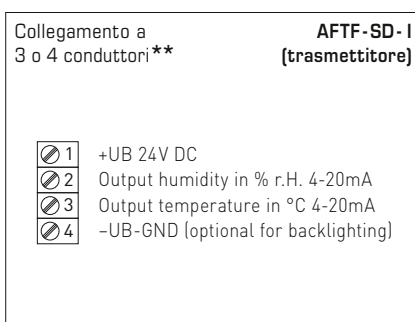 Collegamento a
3 o 4 conduttori**
AFTF-SD-I
(trasmettitore)
1 +UB 24V DC
2 Output humidity in % r.H. 4-20mA
3 Output temperature in °C 4-20mA
4 –UB-GND (optional for backlighting)